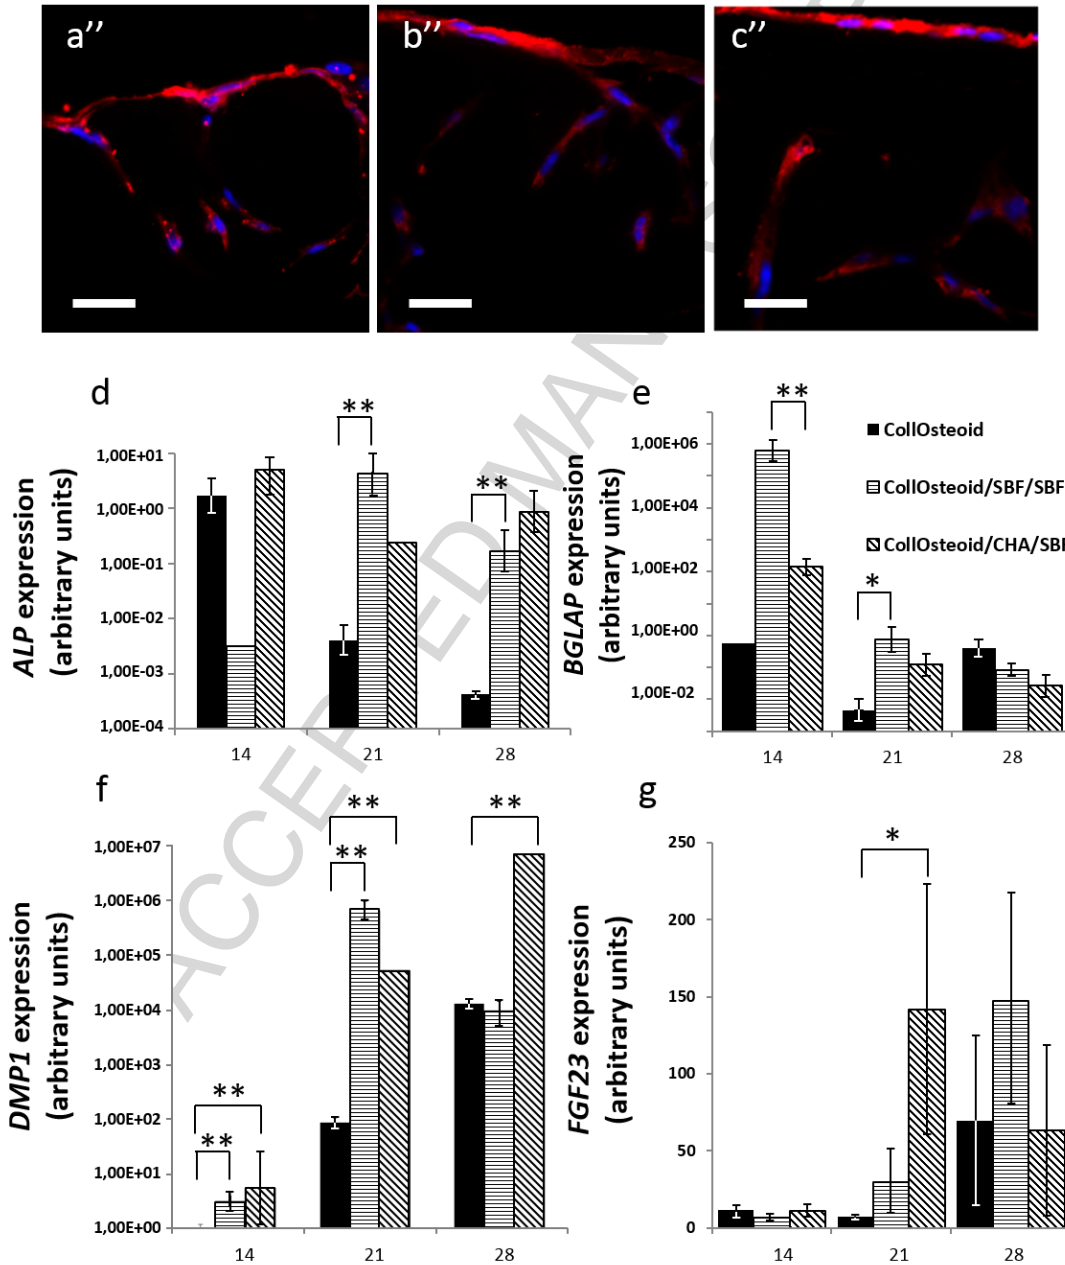 a’’
b’’
c’’
d
ALP expression
(arbitrary units)
1,00E+01
1,00E+00
1,00E-01
1,00E-02
1,00E-03
1,00E-04
**
**
14
21
28
e
BGLAP expression
(arbitrary units)
1,00E+06
1,00E+04
1,00E+02
1,00E+00
1,00E-02
**
*
CollOsteoid
CollOsteoid/SBF/SBF
CollOsteoid/CHA/SBF
14
21
28
f
DMP1 expression
(arbitrary units)
1,00E+07
1,00E+06
1,00E+05
1,00E+04
1,00E+03
1,00E+02
1,00E+01
1,00E+00
**
**
**
**
**
14
21
28
g
FGF23 expression
(arbitrary units)
250
200
150
100
50
0
*
14
21
28